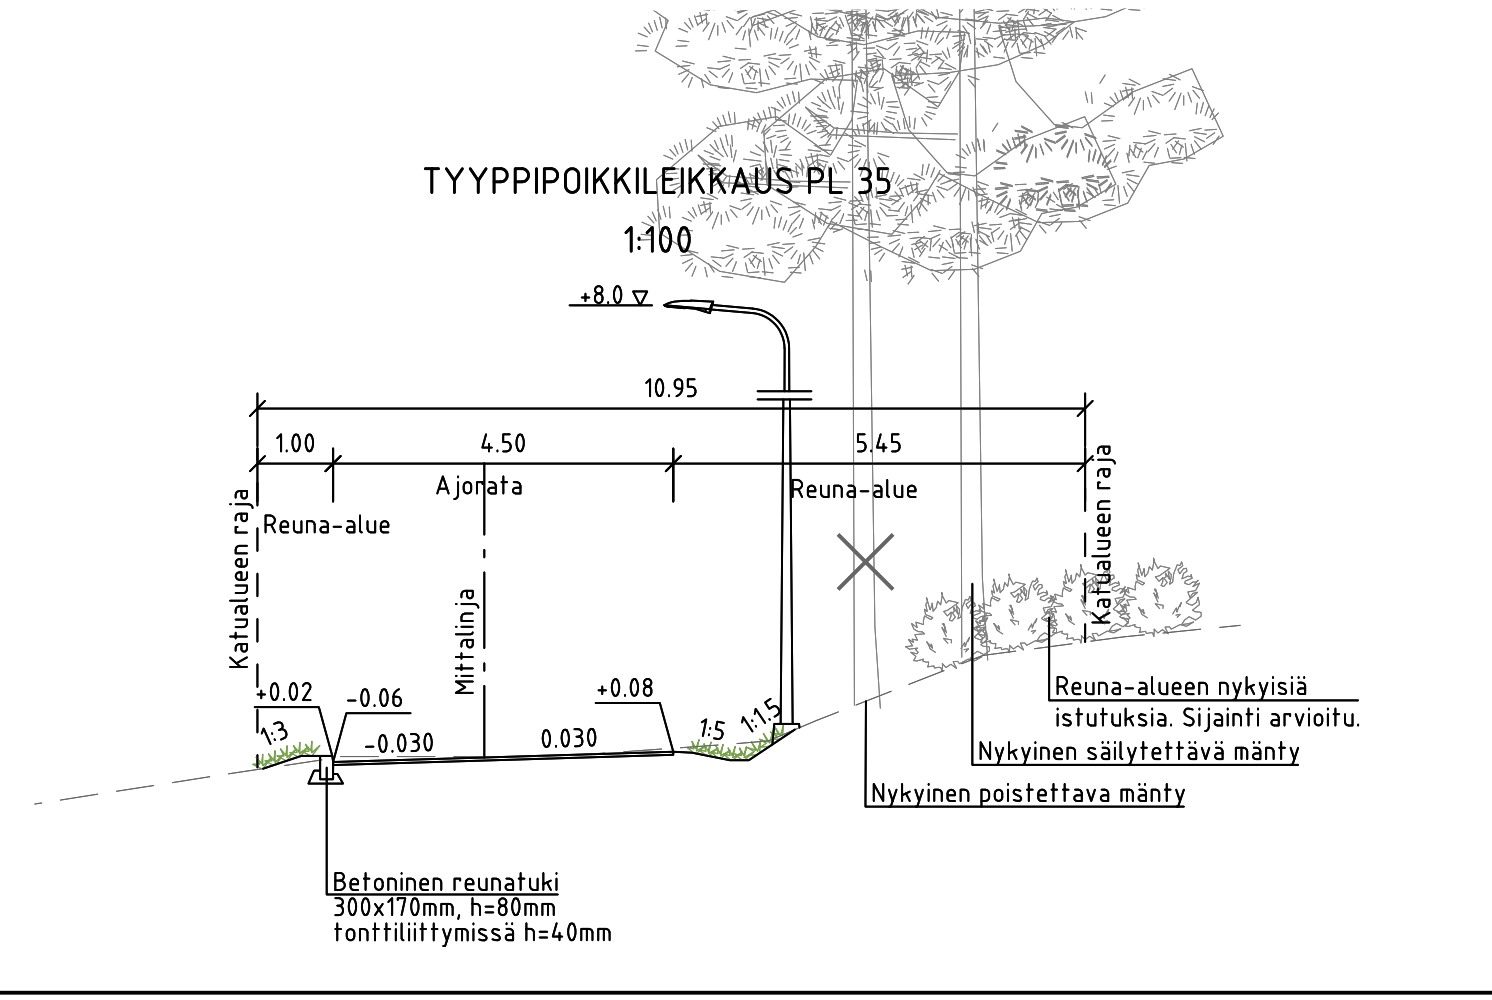 TYYPPIPOIKKILEIKKAUS PL 35
1:100
+8.0
10.95
1.00
4.50
5.45
Ajorata
Reuna-alue
Reuna-alue
Katualueen raja
Mittalinja
Katualueen raja
+0.02
-0.06
+0.08
1:3
-0.030
0.030
1:5
1:1.5
Reuna-alueen nykyisiä
istutuksia. Sijainti arvioitu.
Nykyinen säilytettävä mänty
Nykyinen poistettava mänty
Betoninen reunatuki
300x170mm, h=80mm
tonttiliittymissä h=40mm